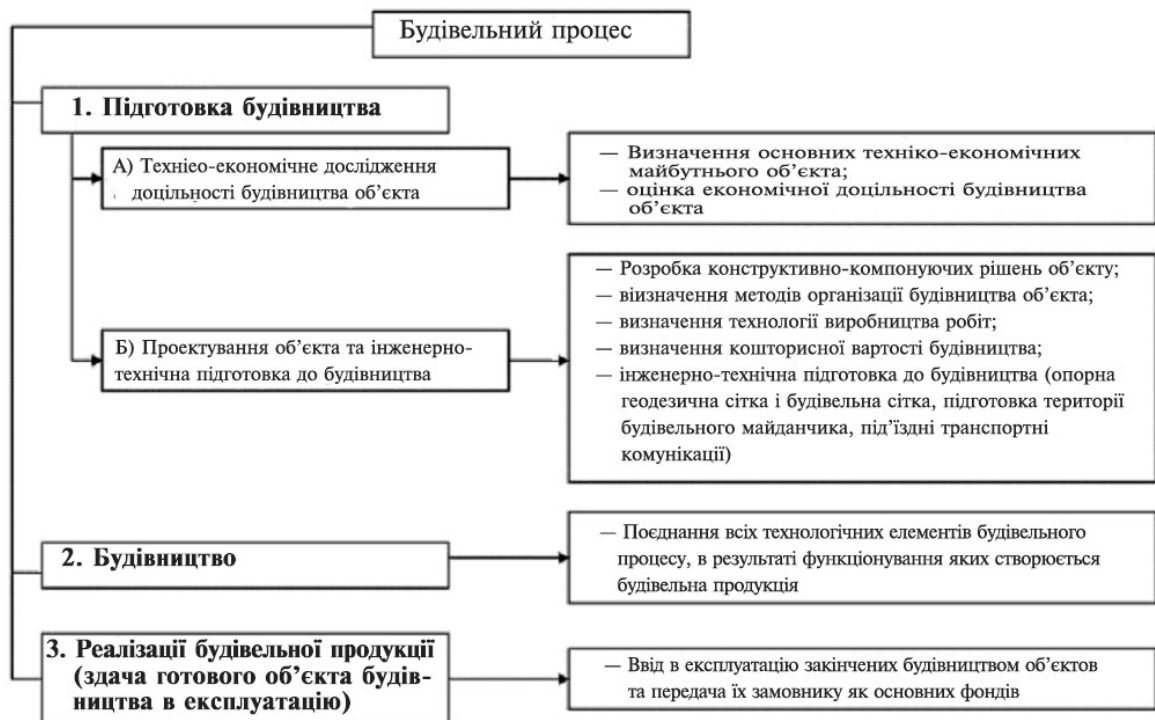 Будівельний процес
1. Підготовка будівництва
А) Техніео-економічне дослідження
доцільності будівництва об’єкта
— Визначення основних техніко-економічних
майбутнього об’єкта;
— оцінка економічної доцільності будівництва
об’єкта
Б) Проектування об’єкта та інженерно-
технічна підготовка до будівництва
— Розробка конструктивно-компонуючих рішень об’єкту;
— віизначення методів організації будівництва об’єкта;
— визначення технології виробництва робіт;
— визначення кошторисної вартості будівництва;
— інженерно-технічна підготовка до будівництва (опорна
геодезична сітка і будівельна сітка, підготовка території
будівельного майданчика, під’їздні транспортні
комунікації)
2. Будівництво
— Поєднання всіх технологічних елементів будівельного
процесу, в результаті функціонування яких створюється
будівельна продукція
3. Реалізації будівельної продукції
(здача готового об’єкта будів-
ництва в експлуатацію)
— Ввід в експлуатацію закінчених будівництвом об’єктов
та передача їх замовнику як основних фондів